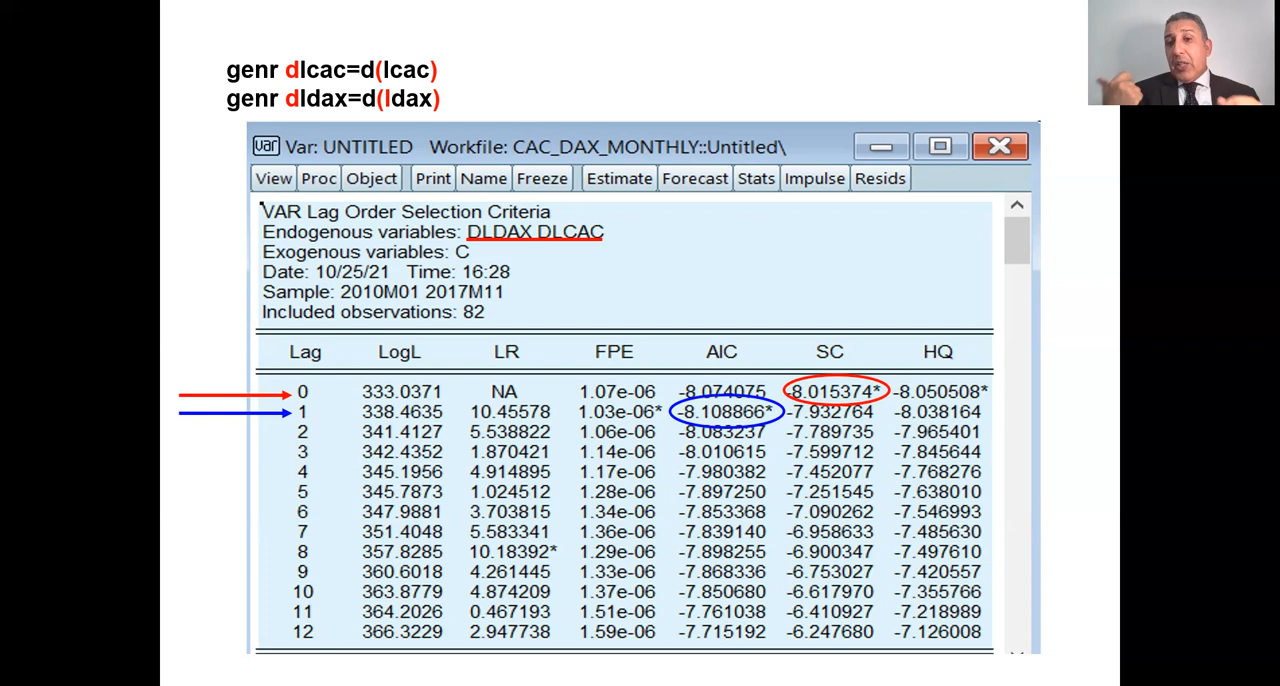 genr dlcac=d(lcac)
genr dldax=d(ldax)
var Var: UNTITLED Workfile: CAC_DAX_MONTHLY::Untitled\
View Proc Object Print Name Freeze Estimate Forecast Stats Impulse Resids
VAR Lag Order Selection Criteria
Endogenous variables: DLDAX DLCAC
Exogenous variables: C
Date: 10/25/21 Time: 16:28
Sample: 2010M01 2017M11
Included observations: 82
Lag LogL LR FPE AIC SC HQ
0 333.0371 NA 1.07e-06 -8.074075 -8.015374* -8.050508*
1 338.4635 10.45578 1.03e-06* -8.108866* -7.932764 -8.038164
2 341.4127 5.538822 1.06e-06 -8.083237 -7.789735 -7.965401
3 342.4352 1.870421 1.14e-06 -8.010615 -7.599712 -7.845644
4 345.1956 4.914895 1.17e-06 -7.980382 -7.452077 -7.768276
5 345.7873 1.024512 1.28e-06 -7.897250 -7.251545 -7.638010
6 347.9881 3.703815 1.34e-06 -7.853368 -7.090262 -7.546993
7 351.4048 5.583341 1.36e-06 -7.839140 -6.958633 -7.485630
8 357.8285 10.18392* 1.29e-06 -7.898255 -6.900347 -7.497610
9 360.6018 4.261445 1.33e-06 -7.868336 -6.753027 -7.420557
10 363.8779 4.874209 1.37e-06 -7.850680 -6.617970 -7.355766
11 364.2026 0.467193 1.51e-06 -7.761038 -6.410927 -7.218989
12 366.3229 2.947738 1.59e-06 -7.715192 -6.247680 -7.126008